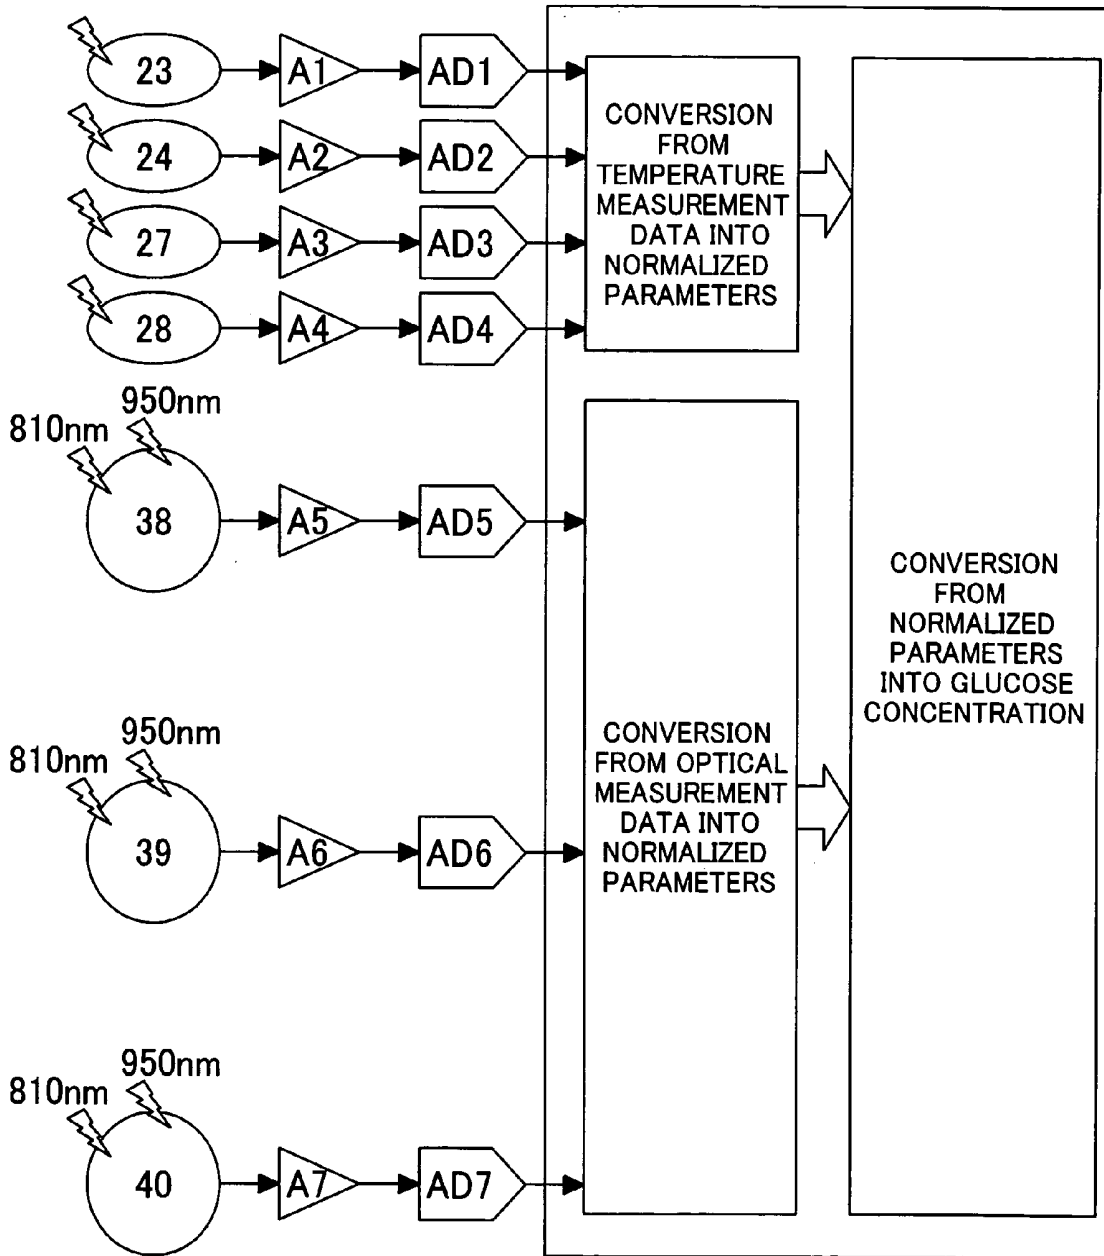 23
A1
AD1
24
A2
AD2
27
A3
AD3
28
A4
AD4
CONVERSION
FROM
TEMPERATURE
MEASUREMENT
DATA INTO
NORMALIZED
PARAMETERS
950nm
810nm
38
A5
AD5
950nm
810nm
39
A6
AD6
950nm
810nm
40
A7
AD7
CONVERSION
FROM OPTICAL
MEASUREMENT
DATA INTO
NORMALIZED
PARAMETERS
CONVERSION
FROM
NORMALIZED
PARAMETERS
INTO GLUCOSE
CONCENTRATION